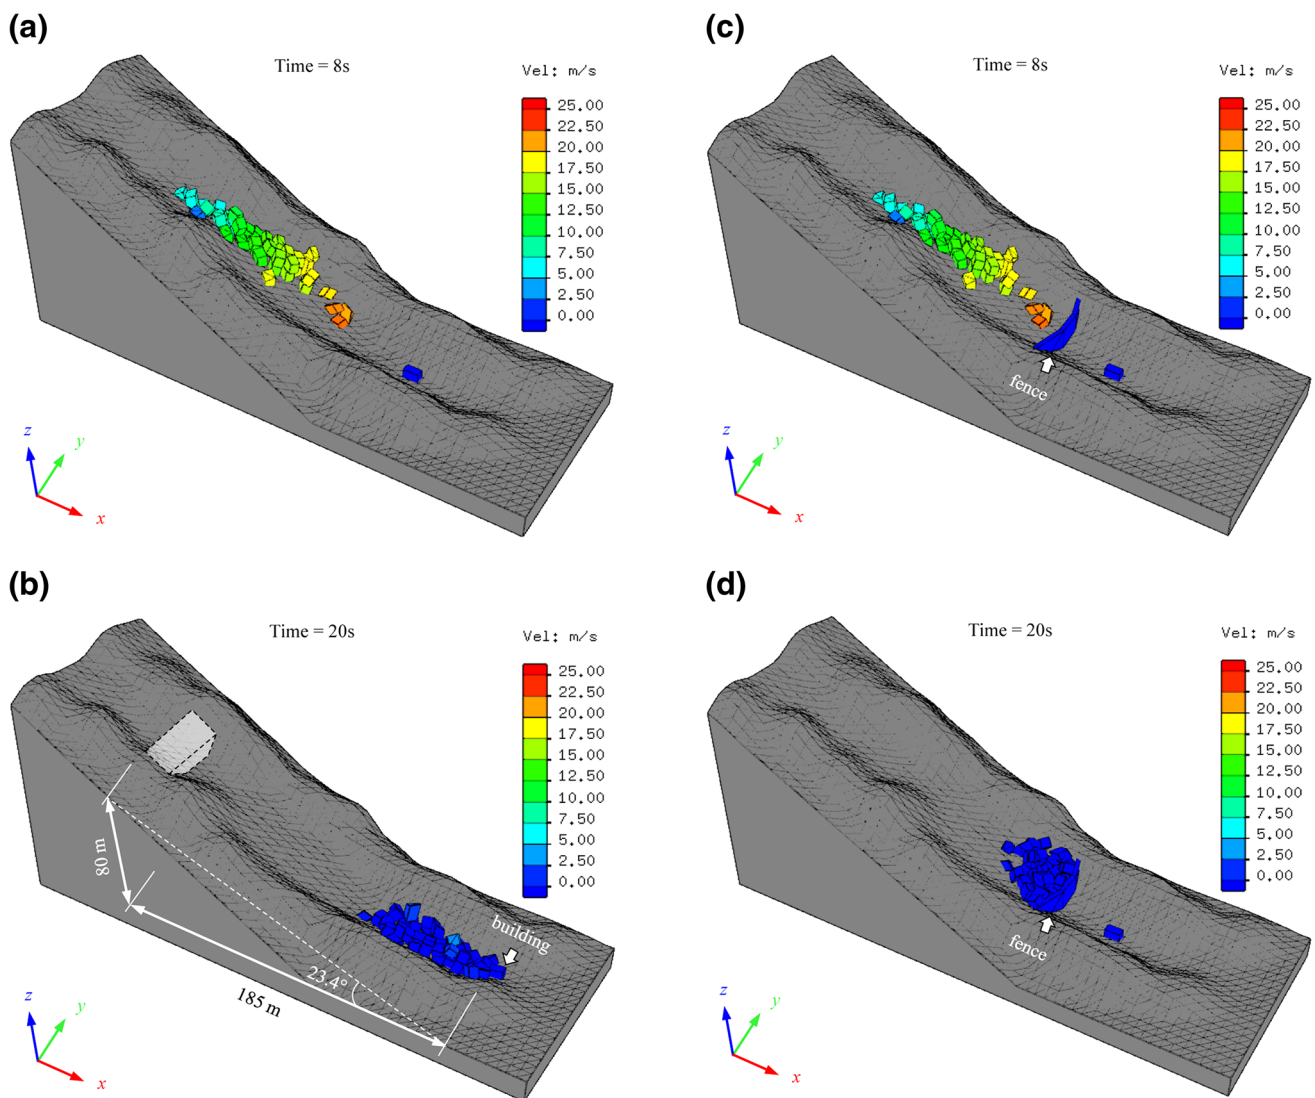 (a)
Time = 8s
Vel: m/s
25.00
22.50
20.00
17.50
15.00
12.50
10.00
7.50
5.00
2.50
0.00
z
y
x
(c)
Time = 8s
Vel: m/s
25.00
22.50
20.00
17.50
15.00
12.50
10.00
7.50
5.00
2.50
0.00
fence
z
y
x
(b)
Time = 20s
Vel: m/s
25.00
22.50
20.00
17.50
15.00
12.50
10.00
7.50
5.00
2.50
0.00
80 m
building
23.4°
185 m
z
y
x
(d)
Time = 20s
Vel: m/s
25.00
22.50
20.00
17.50
15.00
12.50
10.00
7.50
5.00
2.50
0.00
fence
z
y
x